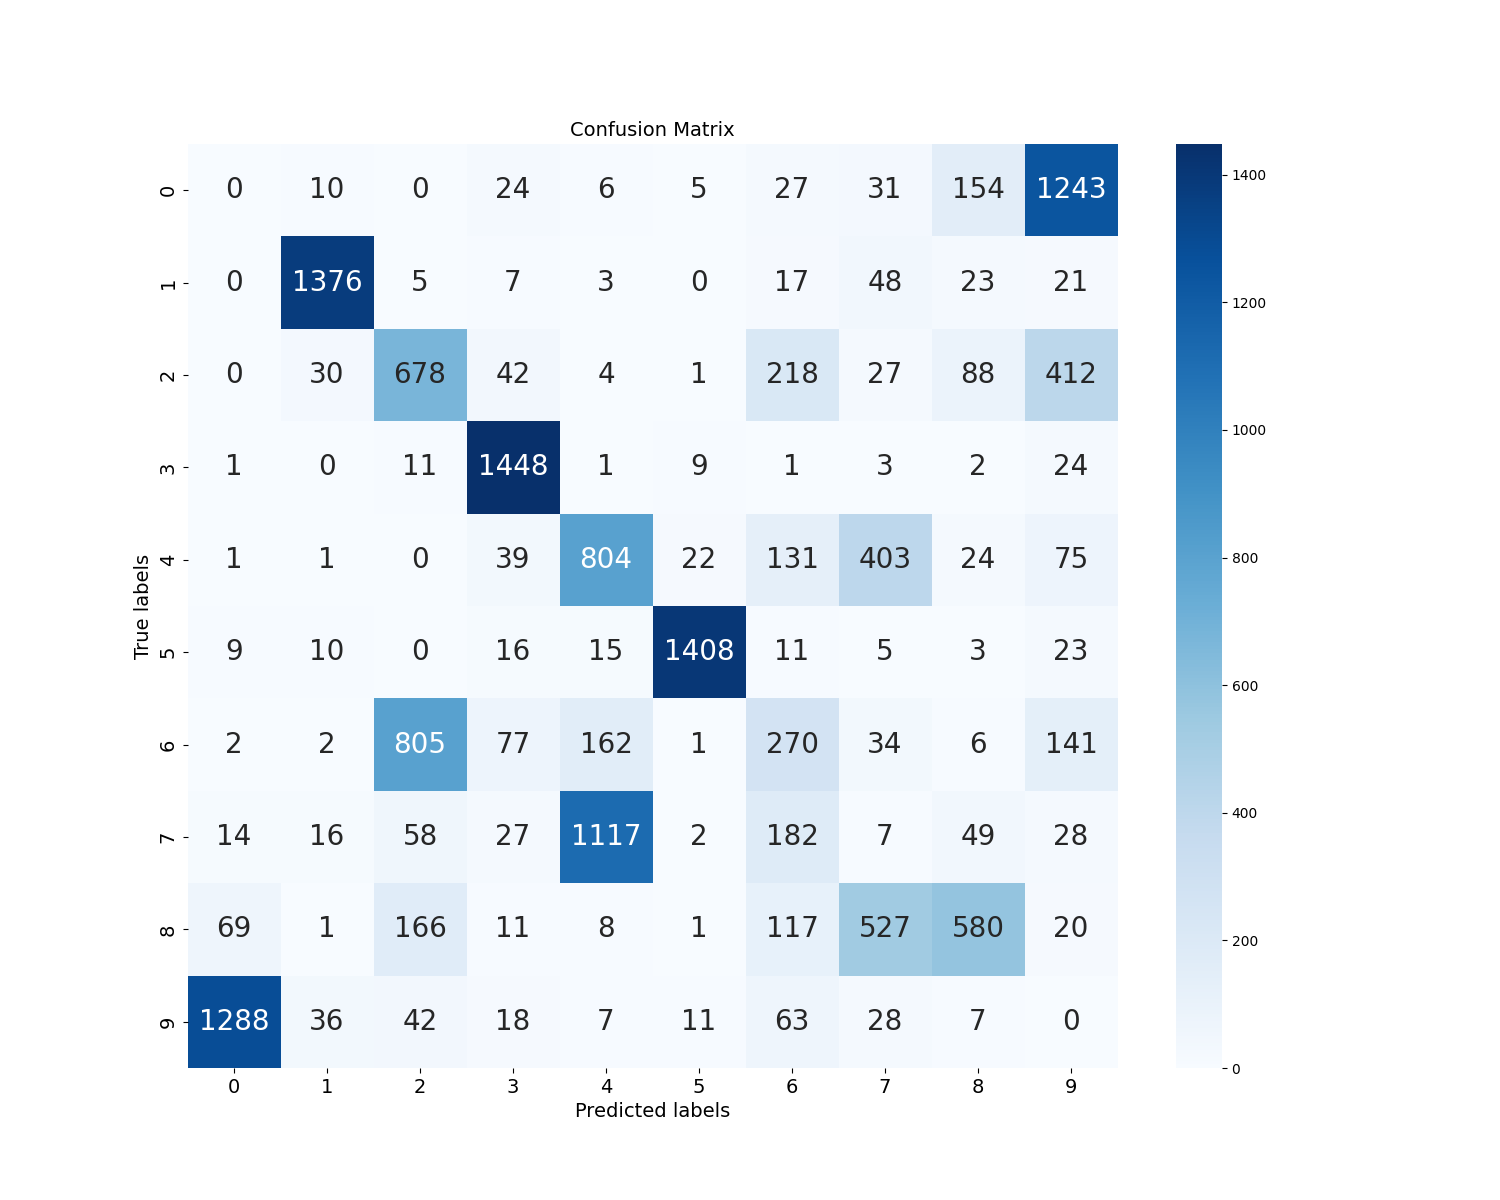 Confusion Matrix
0 0 10 0 24 6 5 27 31 154 1243
1 0 1376 5 7 3 0 17 48 23 21
2 0 30 678 42 4 1 218 27 88 412
3 1 0 11 1448 1 9 1 3 2 24
4 1 1 0 39 804 22 131 403 24 75
5 9 10 0 16 15 1408 11 5 3 23
6 2 2 805 77 162 1 270 34 6 141
7 14 16 58 27 1117 2 182 7 49 28
8 69 1 166 11 8 1 117 527 580 20
9 1288 36 42 18 7 11 63 28 7 0
0 1 2 3 4 5 6 7 8 9
Predicted labels
True labels
1400
1200
1000
800
600
400
200
0